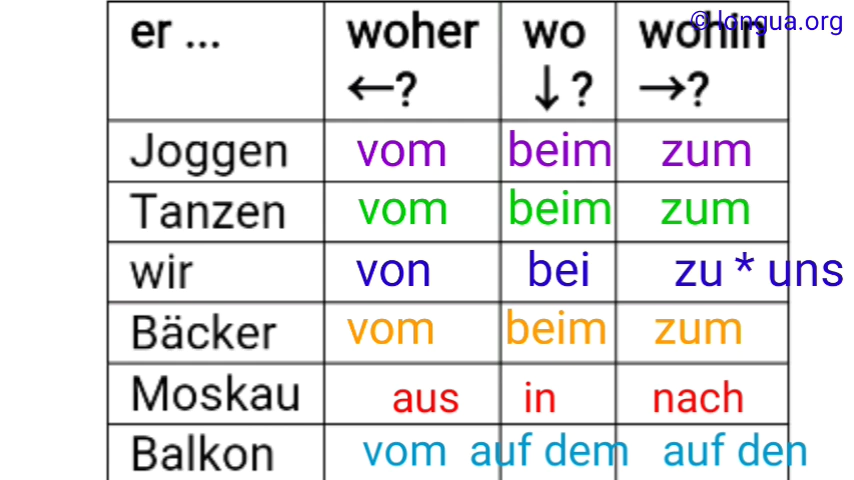 © longua.org
er ... woher wo wohin
←? ↓? →?
Joggen vom beim zum
Tanzen vom beim zum
wir von bei zu * uns
Bäcker vom beim zum
Moskau aus in nach
Balkon vom auf dem auf den